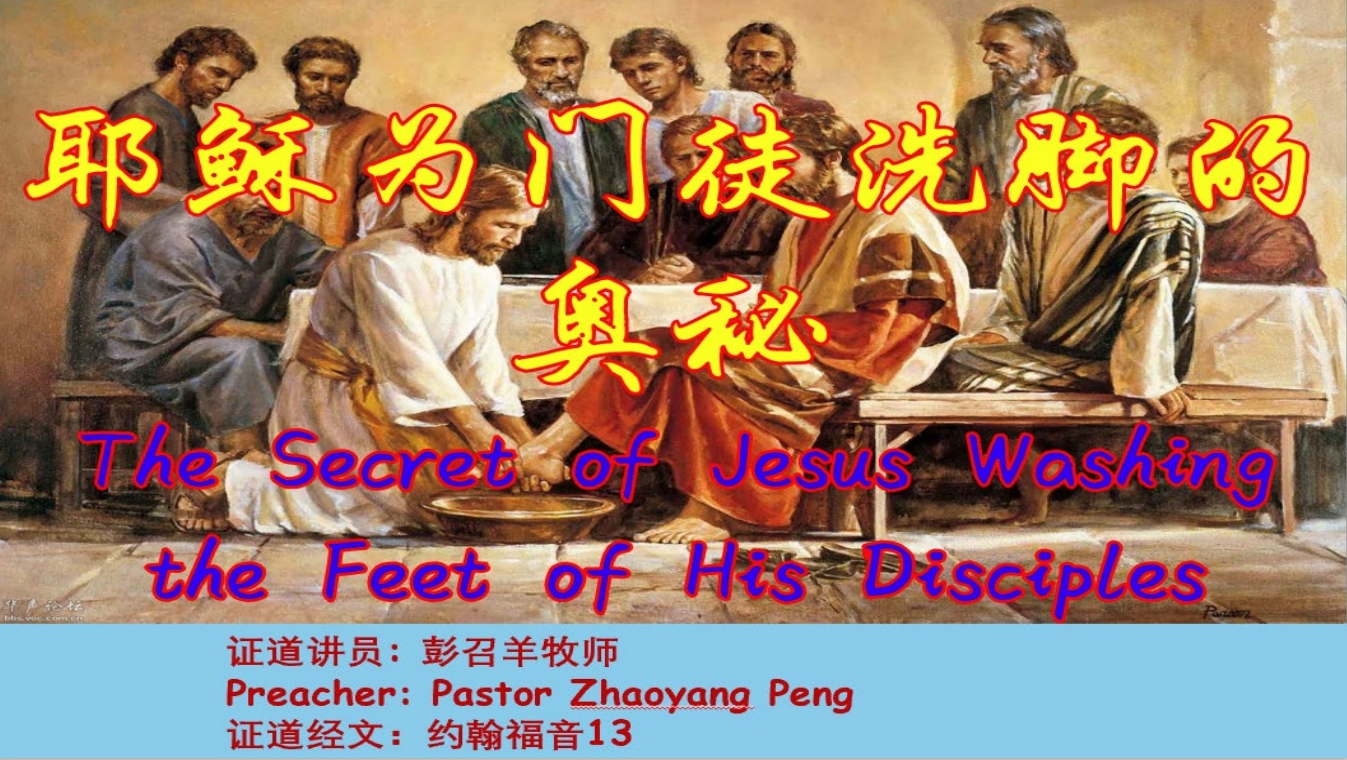 耶稣为门徒洗脚的
奥秘
The Secret of Jesus Washing
the Feet of His Disciples
华声论坛
bbs.voc.com.cn
Parson
证道讲员：彭召羊牧师
Preacher: Pastor Zhaoyang Peng
证道经文：约翰福音13